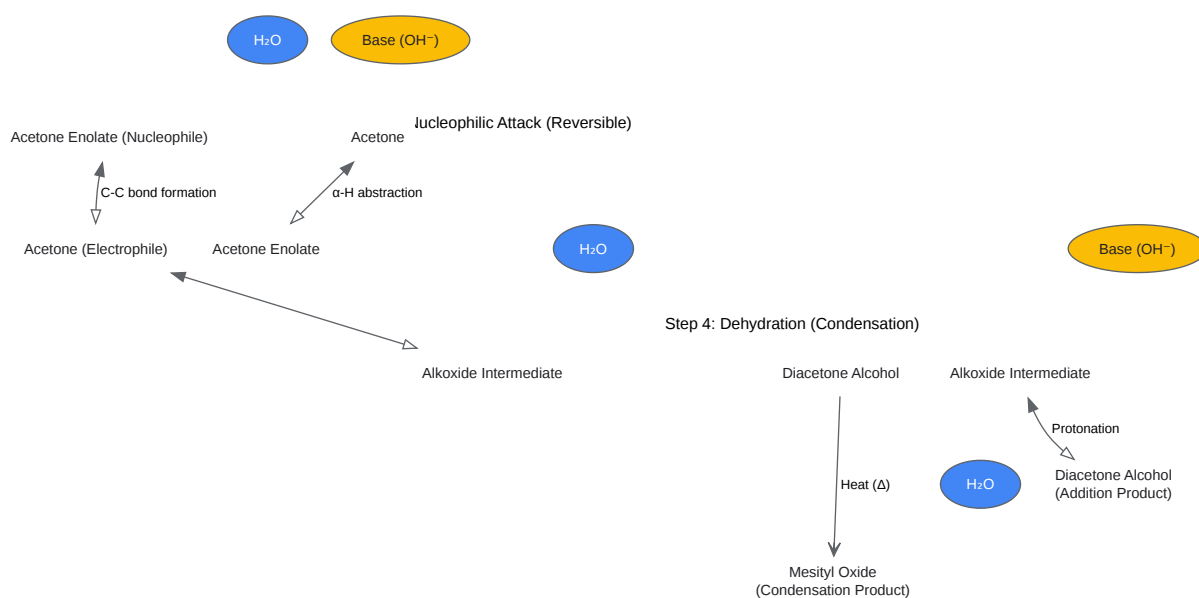 H₂O
Base (OH⁻)
Nucleophilic Attack (Reversible)
Acetone Enolate (Nucleophile)
Acetone
C-C bond formation
α-H abstraction
Acetone (Electrophile)
Acetone Enolate
H₂O
Base (OH⁻)
Step 4: Dehydration (Condensation)
Alkoxide Intermediate
Diacetone Alcohol
Alkoxide Intermediate
Protonation
Heat (Δ)
H₂O
Diacetone Alcohol
(Addition Product)
Mesityl Oxide
(Condensation Product)